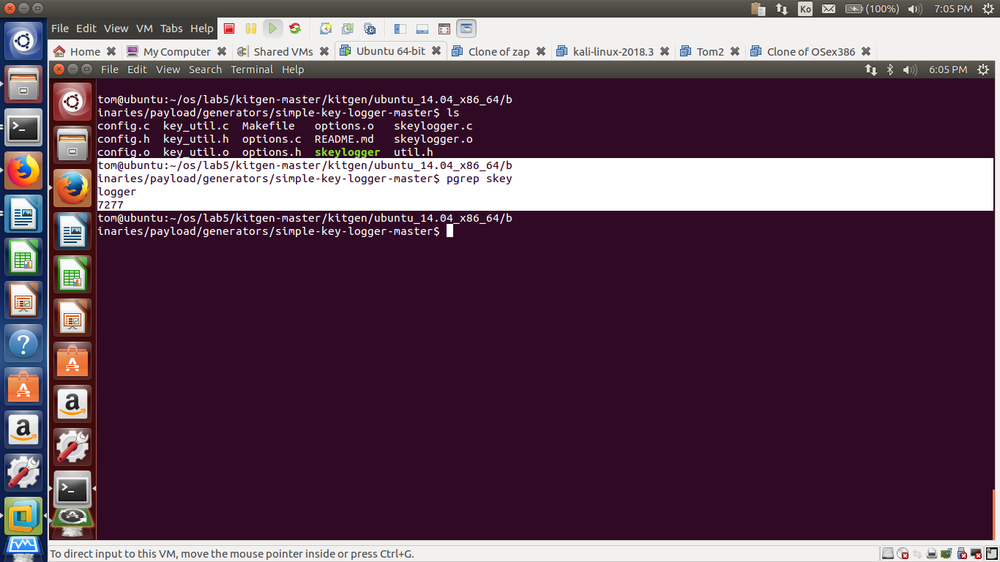 Ko (100%) 7:05 PM
File Edit View VM Tabs Help
Home My Computer Shared VMs Ubuntu 64-bit Clone of zap kali-linux-2018.3 Tom2 Clone of OSex386
File Edit View Search Terminal Help 6:05 PM
tom@ubuntu:~/os/lab5/kitgen-master/kitgen/ubuntu_14.04_x86_64/b
inaries/payload/generators/simple-key-logger-master$ ls
config.c key_util.c Makefile options.o skeylogger.c
config.h key_util.h options.c README.md skeylogger.o
config.o key_util.o options.h skeylogger util.h
tom@ubuntu:~/os/lab5/kitgen-master/kitgen/ubuntu_14.04_x86_64/b
inaries/payload/generators/simple-key-logger-master$ pgrep skey
logger
7277
tom@ubuntu:~/os/lab5/kitgen-master/kitgen/ubuntu_14.04_x86_64/b
inaries/payload/generators/simple-key-logger-master$
To direct input to this VM, move the mouse pointer inside or press Ctrl+G.